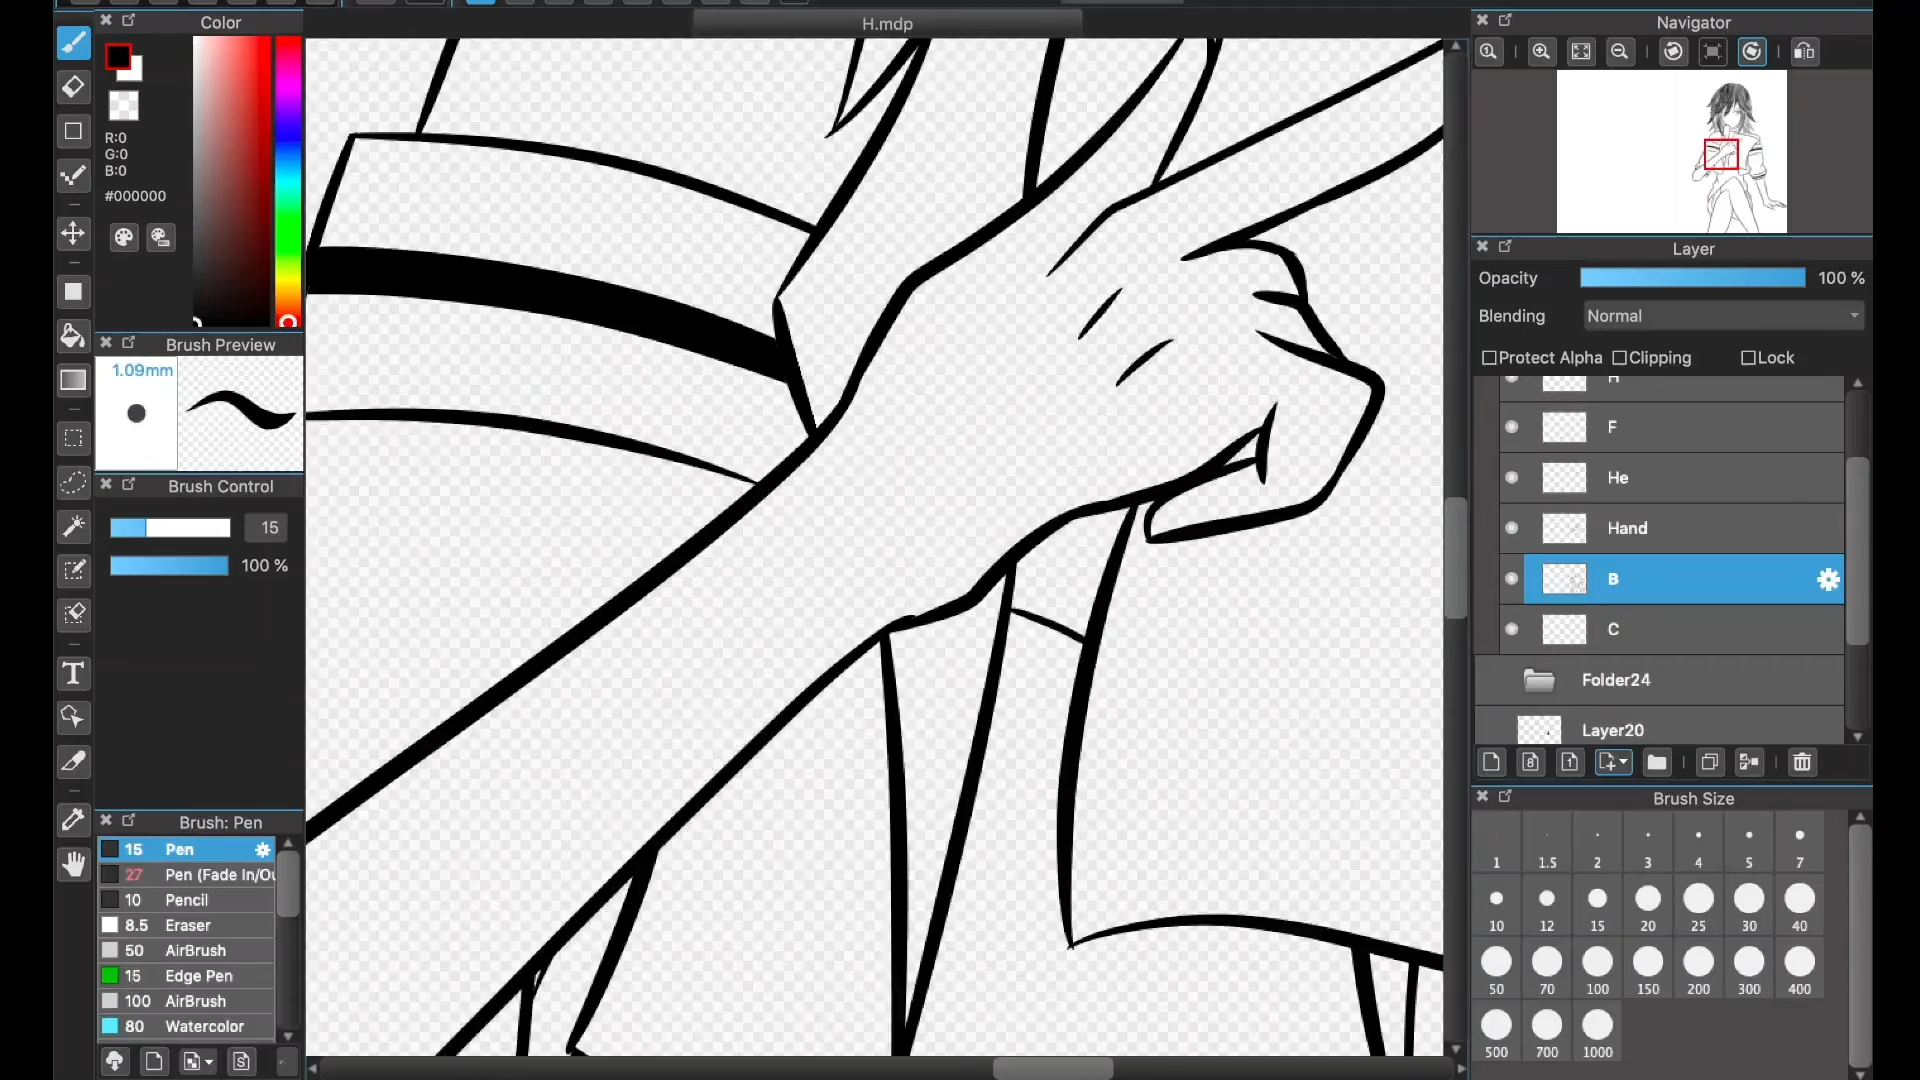 H.mdp
Color
R:0
G:0
B:0
#000000
Brush Preview
1.09mm
Brush Control
15
100 %
Brush: Pen
15 Pen
27 Pen (Fade In/Ou
10 Pencil
8.5 Eraser
50 AirBrush
15 Edge Pen
100 AirBrush
80 Watercolor
Navigator
Layer
Opacity 100 %
Blending Normal
Protect Alpha Clipping Lock
H
F
He
Hand
B
C
Folder24
Layer20
Brush Size
1 1.5 2 3 4 5 7
10 12 15 20 25 30 40
50 70 100 150 200 300 400
500 700 1000